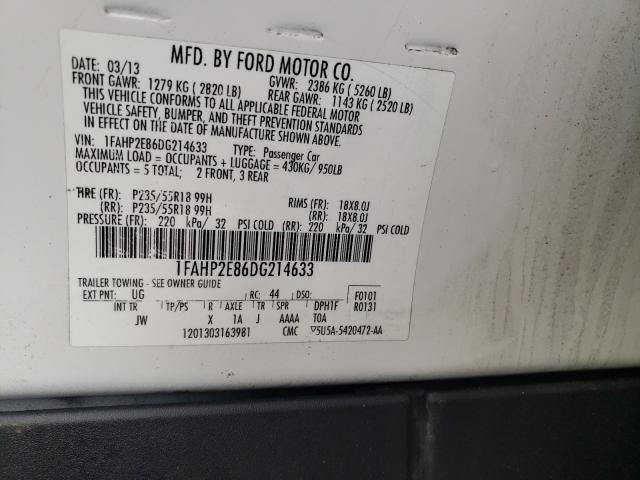 MFD. BY FORD MOTOR CO.
DATE: 03/13 GVWR: 2386 KG ( 5260 LB)
FRONT GAWR: 1279 KG ( 2820 LB) REAR GAWR: 1143 KG ( 2520 LB)
THIS VEHICLE CONFORMS TO ALL APPLICABLE FEDERAL MOTOR
VEHICLE SAFETY, BUMPER, AND THEFT PREVENTION STANDARDS
IN EFFECT ON THE DATE OF MANUFACTURE SHOWN ABOVE.
VIN: 1FAHP2E86DG214633 TYPE: Passenger Car
MAXIMUM LOAD = OCCUPANTS + LUGGAGE = 430KG/ 950LB
OCCUPANTS = 5 TOTAL; 2 FRONT, 3 REAR
TIRE (FR): P235/55R18 99H RIMS (FR): 18X8.0J
(RR): P235/55R18 99H (RR): 18X8.0J
PRESSURE (FR): 220 kPa/ 32 PSI COLD (RR): 220 kPa/ 32 PSI COLD
1FAHP2E86DG214633
TRAILER TOWING - SEE OWNER GUIDE
EXT PNT: UG RC: 44 DSO: F0101
INT TR TP/PS R AXLE TR SPR DPH1F R0131
JW X 1A J AAAA T0A
1201303163981 CMC ▽5U5A-5420472-AA